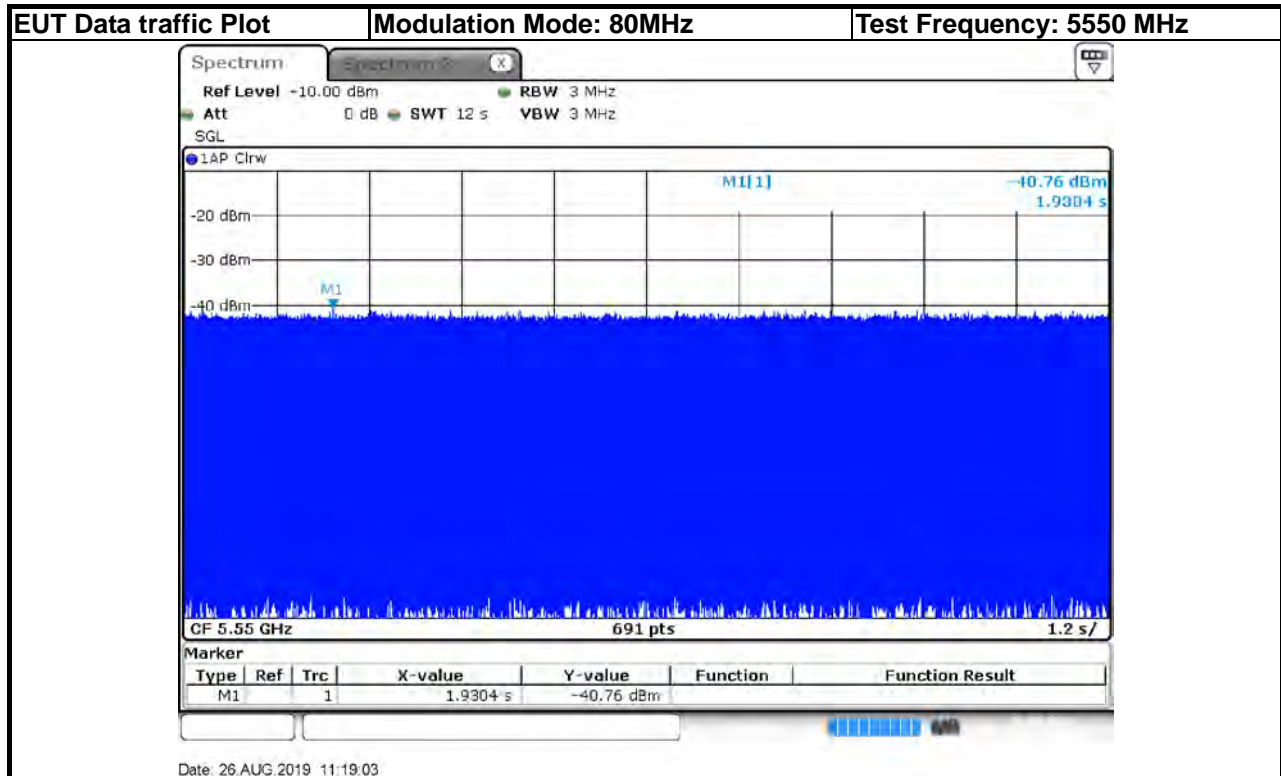 EUT Data traffic Plot Modulation Mode: 80MHz Test Frequency: 5550 MHz
Spectrum Spectrum 2 X
Ref Level -10.00 dBm RBW 3 MHz
Att 0 dB SWT 12 s VBW 3 MHz
SGL
1AP Clrw
M1[1] -40.76 dBm
1.9304 s
-20 dBm
-30 dBm
M1
-40 dBm
CF 5.55 GHz 691 pts 1.2 s/
Marker
Type Ref Trc X-value Y-value Function Function Result
M1 1 1.9304 s -40.76 dBm
Date: 26.AUG.2019 11:19:03